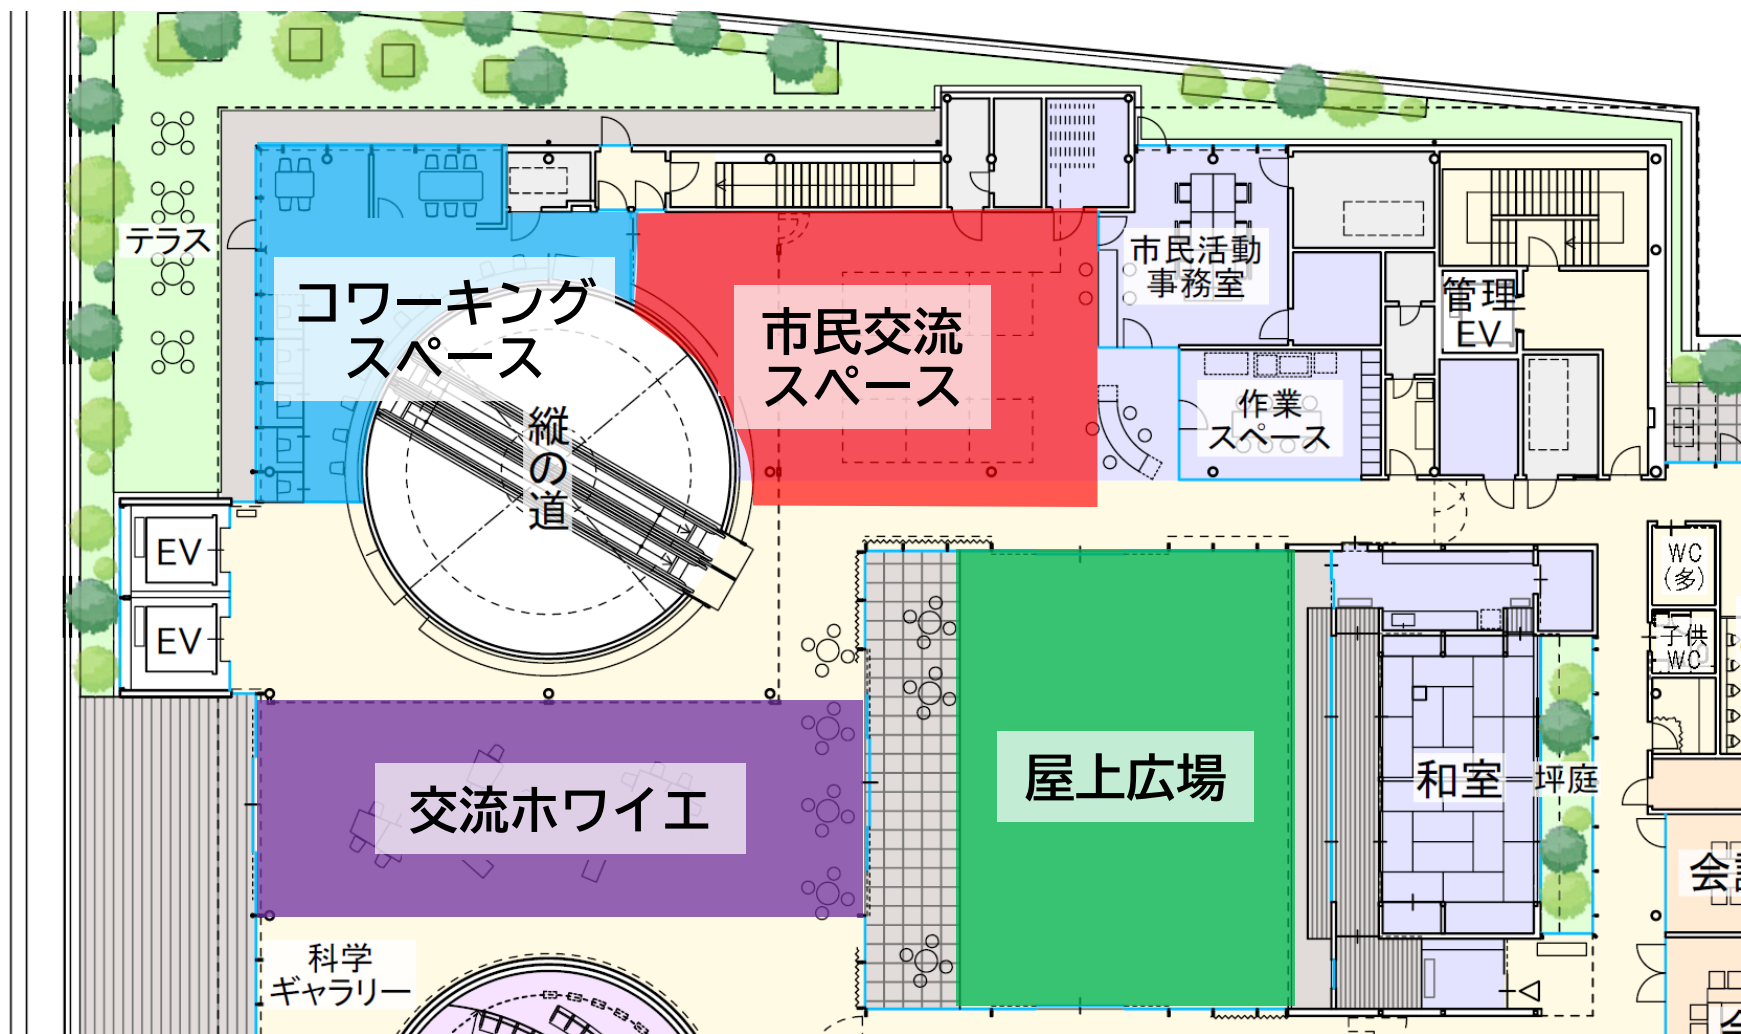 テラス
コワーキング
スペース
市民交流
スペース
市民活動
事務室
管理
EV
作業
スペース
縦の道
EV
EV
WC
(多)
子供
WC
交流ホワイエ
屋上広場
和室
坪庭
科学
ギャラリー